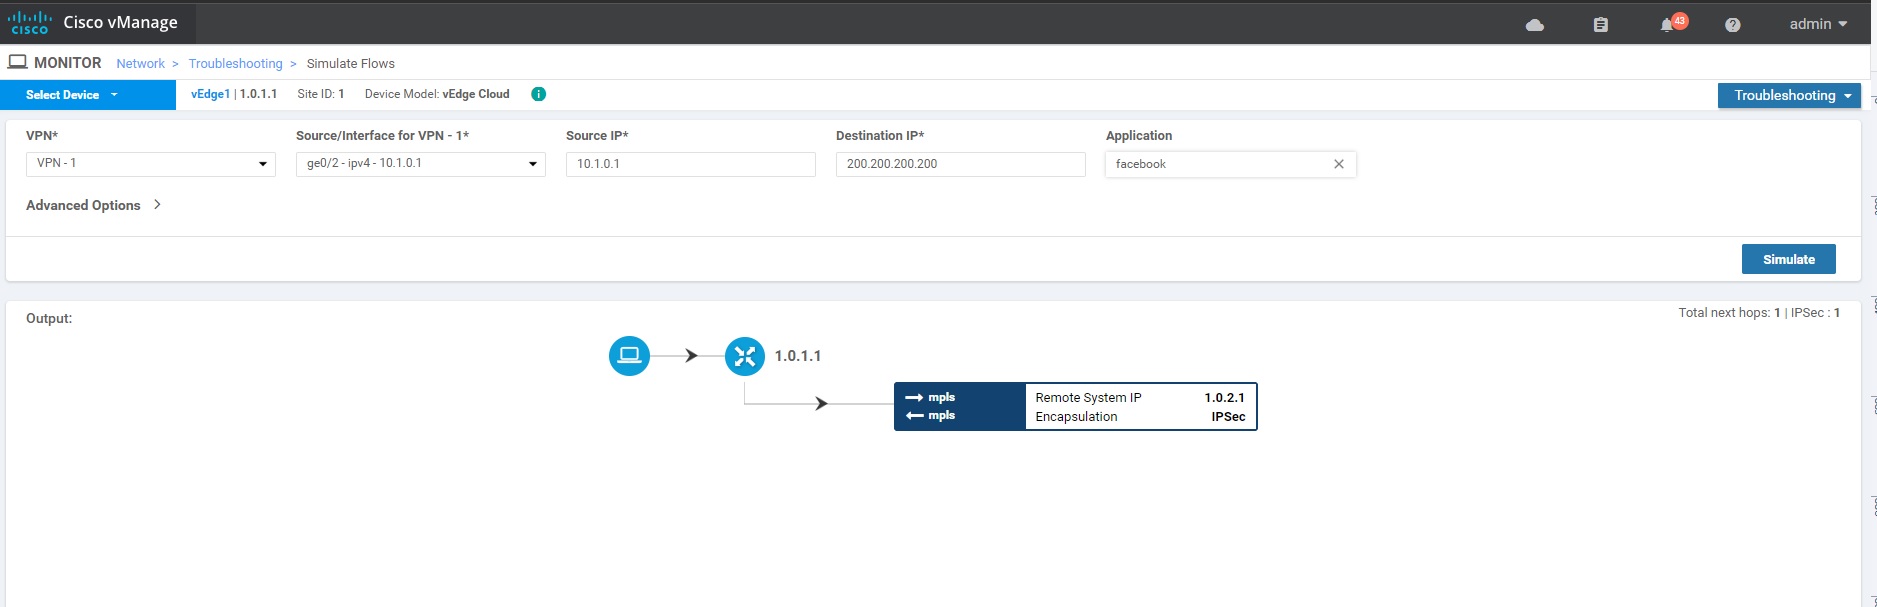 CISCO Cisco vManage 43 admin
MONITOR Network > Troubleshooting > Simulate Flows
Select Device vEdge1 | 1.0.1.1 Site ID: 1 Device Model: vEdge Cloud Troubleshooting
VPN* Source/Interface for VPN - 1* Source IP* Destination IP* Application
VPN - 1 ge0/2 - ipv4 - 10.1.0.1 10.1.0.1 200.200.200.200 facebook
Advanced Options
Simulate
Output: Total next hops: 1 | IPSec : 1
1.0.1.1
mpls Remote System IP 1.0.2.1
mpls Encapsulation IPSec